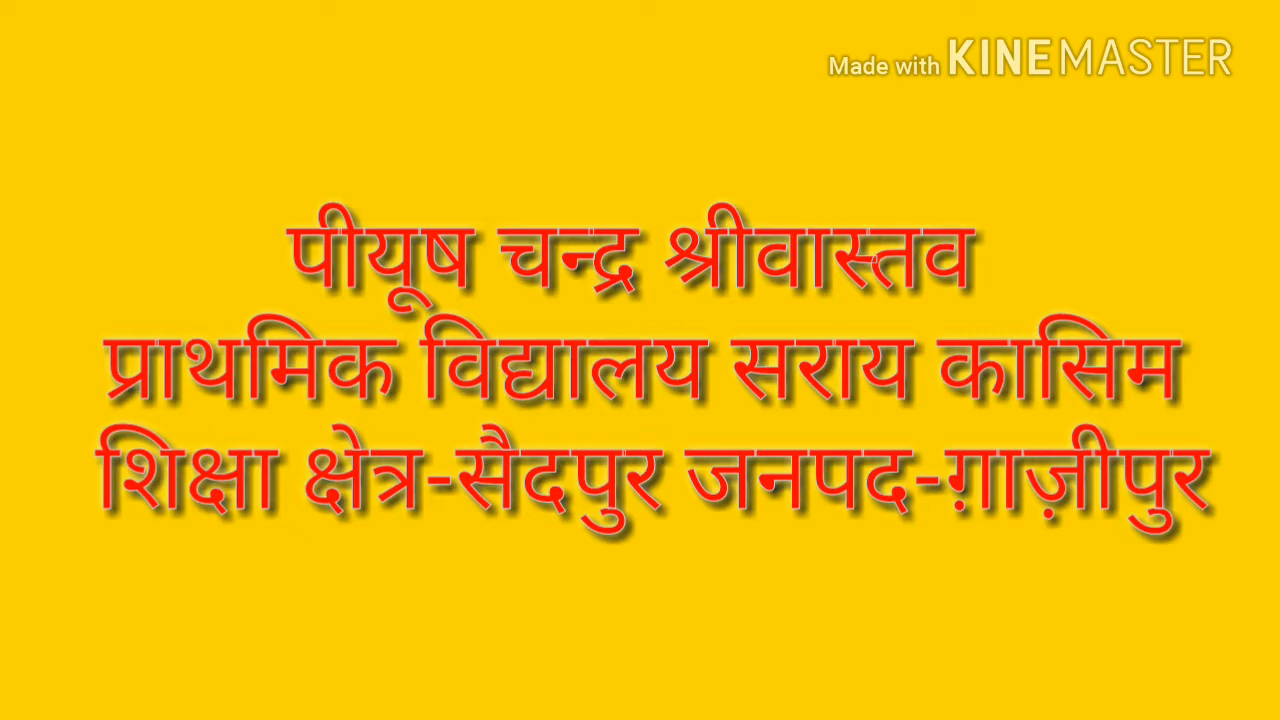 Made with KINEMASTER
पीयूष चन्द्र श्रीवास्तव
प्राथमिक विद्यालय सराय कासिम
शिक्षा क्षेत्र-सैदपुर जनपद-ग़ाज़ीपुर